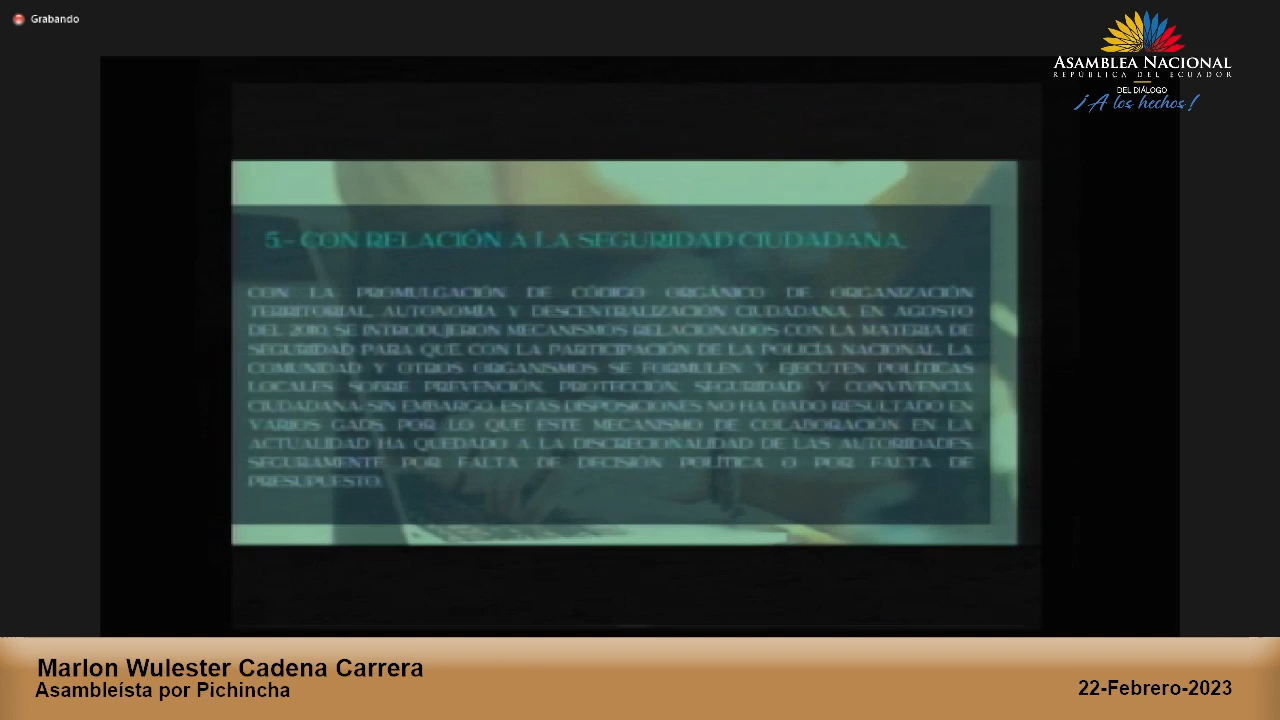 Grabando
ASAMBLEA NACIONAL
REPÚBLICA DEL ECUADOR
DEL DIÁLOGO
¡A los hechos!
5.- CON RELACIÓN A LA SEGURIDAD CIUDADANA.
CON LA PROMULGACIÓN DE CÓDIGO ORGÁNICO DE ORGANIZACIÓN
TERRITORIAL, AUTONOMÍA Y DESCENTRALIZACIÓN CIUDADANA, EN AGOSTO
DEL 2010, SE INTRODUJERON MECANISMOS RELACIONADOS CON LA MATERIA DE
SEGURIDAD PARA QUE, CON LA PARTICIPACIÓN DE LA POLICÍA NACIONAL, LA
COMUNIDAD Y OTROS ORGANISMOS SE FORMULEN Y EJECUTEN POLÍTICAS
LOCALES SOBRE PREVENCIÓN, PROTECCIÓN, SEGURIDAD Y CONVIVENCIA
CIUDADANA; SIN EMBARGO, ESTAS DISPOSICIONES NO HA DADO RESULTADO EN
VARIOS GADS, POR LO QUE ESTE MECANISMO DE COLABORACIÓN EN LA
ACTUALIDAD HA QUEDADO A LA DISCRECIONALIDAD DE LAS AUTORIDADES,
SEGURAMENTE POR FALTA DE DECISIÓN POLÍTICA O POR FALTA DE
PRESUPUESTO.
Marlon Wulester Cadena Carrera
Asambleísta por Pichincha
22-Febrero-2023